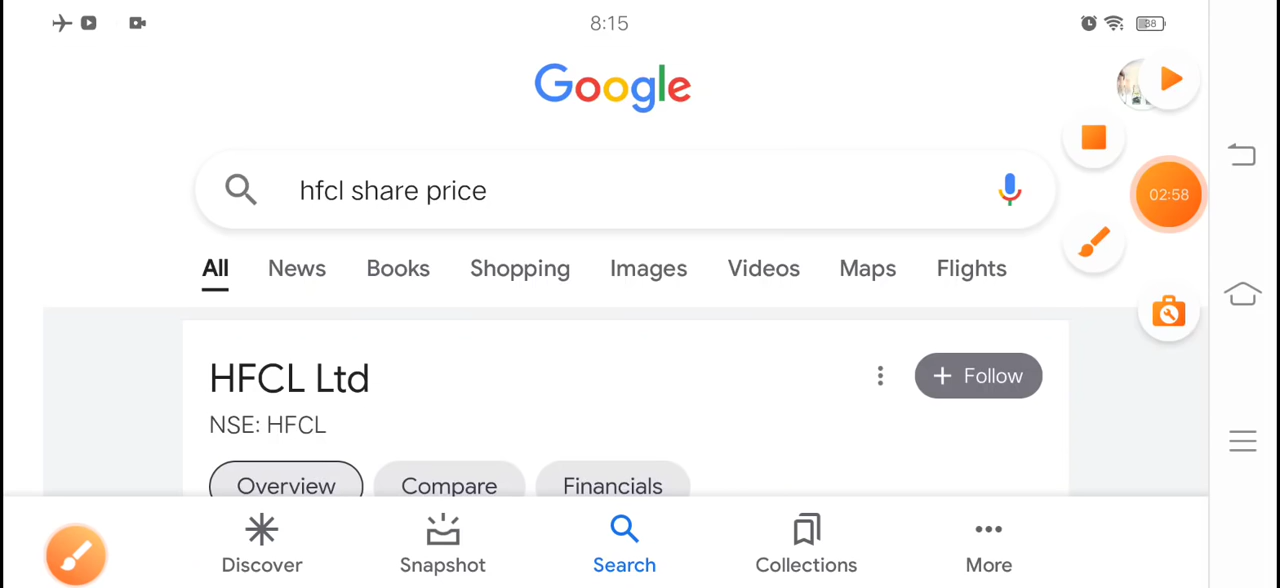 8:15
38
Google
hfcl share price
02:58
All News Books Shopping Images Videos Maps Flights
HFCL Ltd
+ Follow
NSE: HFCL
Overview Compare Financials
Discover Snapshot Search Collections More